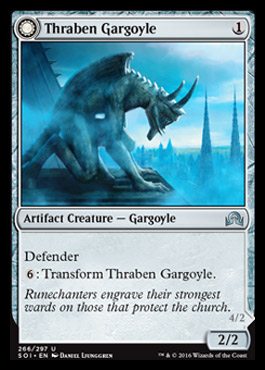 Thraben Gargoyle 1
Artifact Creature — Gargoyle
Defender
6: Transform Thraben Gargoyle.
Runechanters engrave their strongest
wards on those that protect the church.
4/2
2/2
266/297 U
SOI • EN Daniel Ljunggren
™ & © 2016 Wizards of the Coast